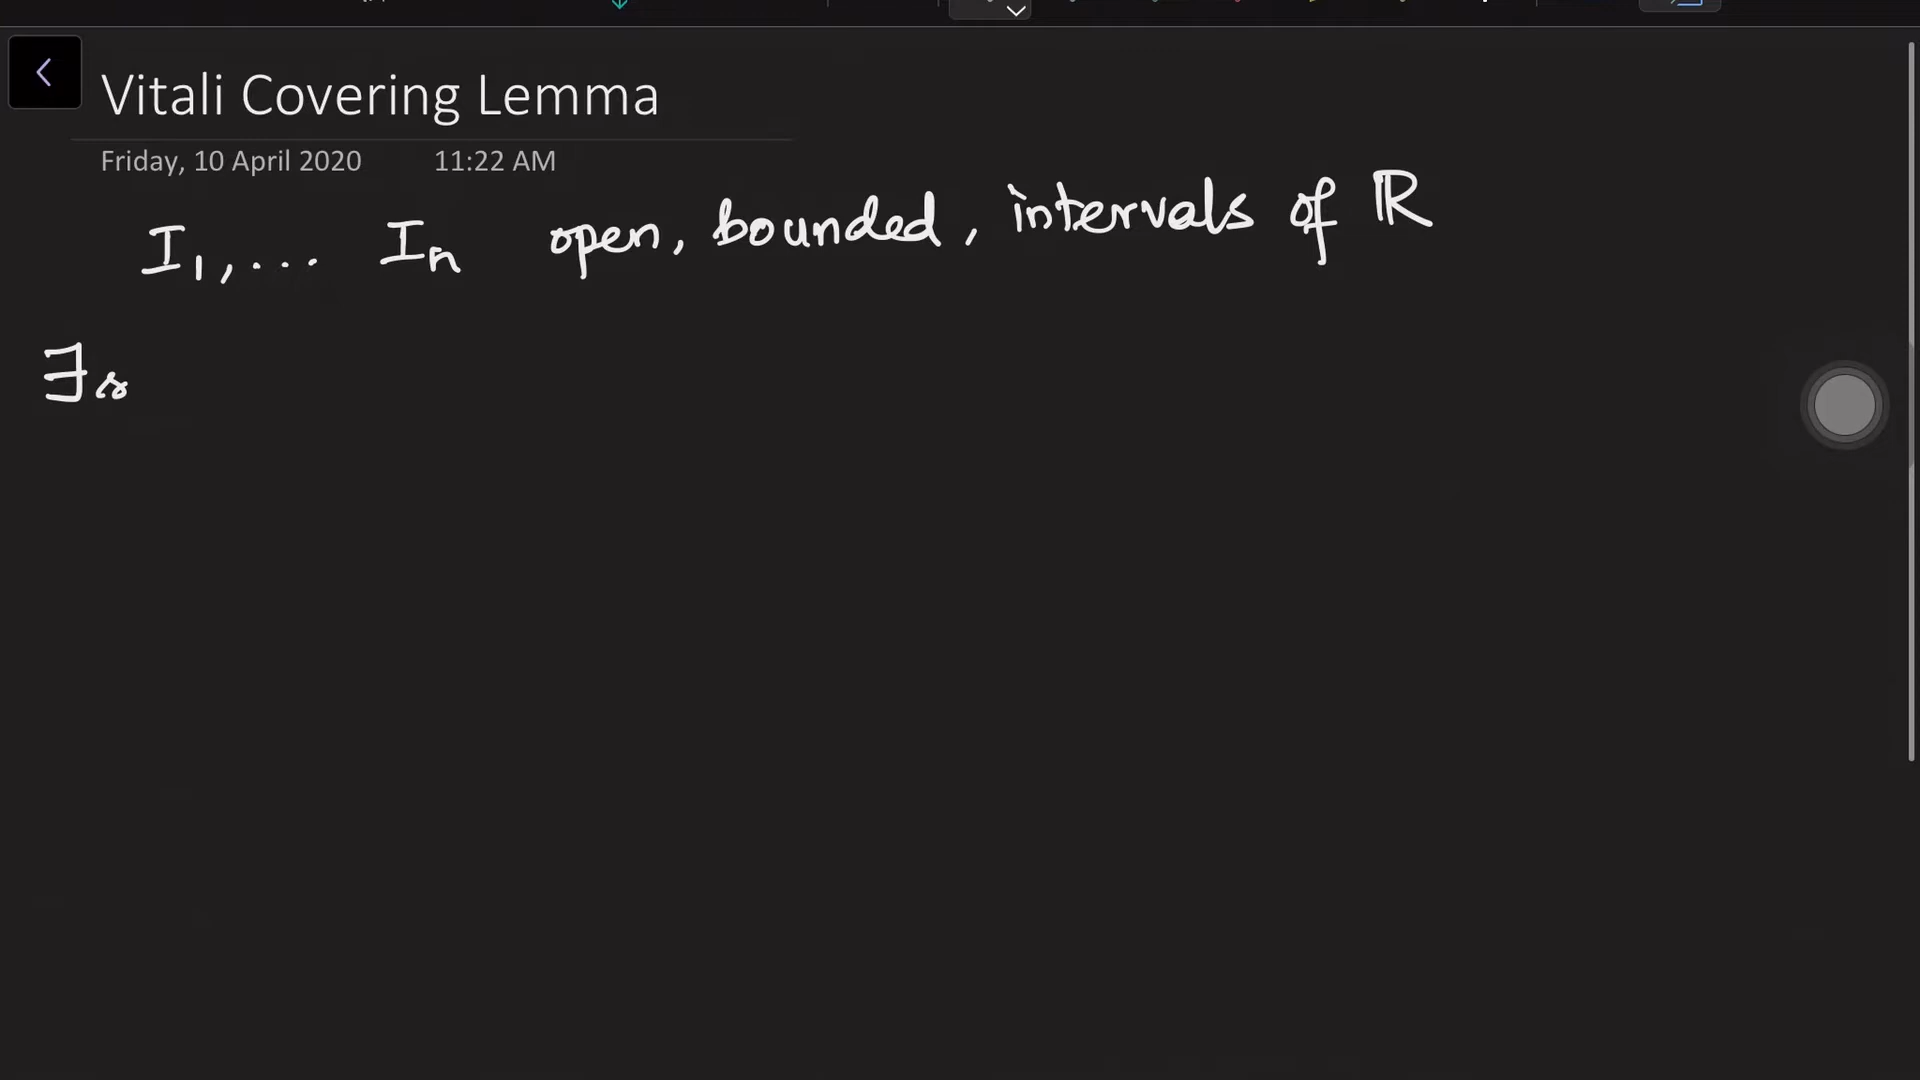 Vitali Covering Lemma
Friday, 10 April 2020 11:22 AM
I₁, ... Iₙ open, bounded, intervals of ℝ
∃